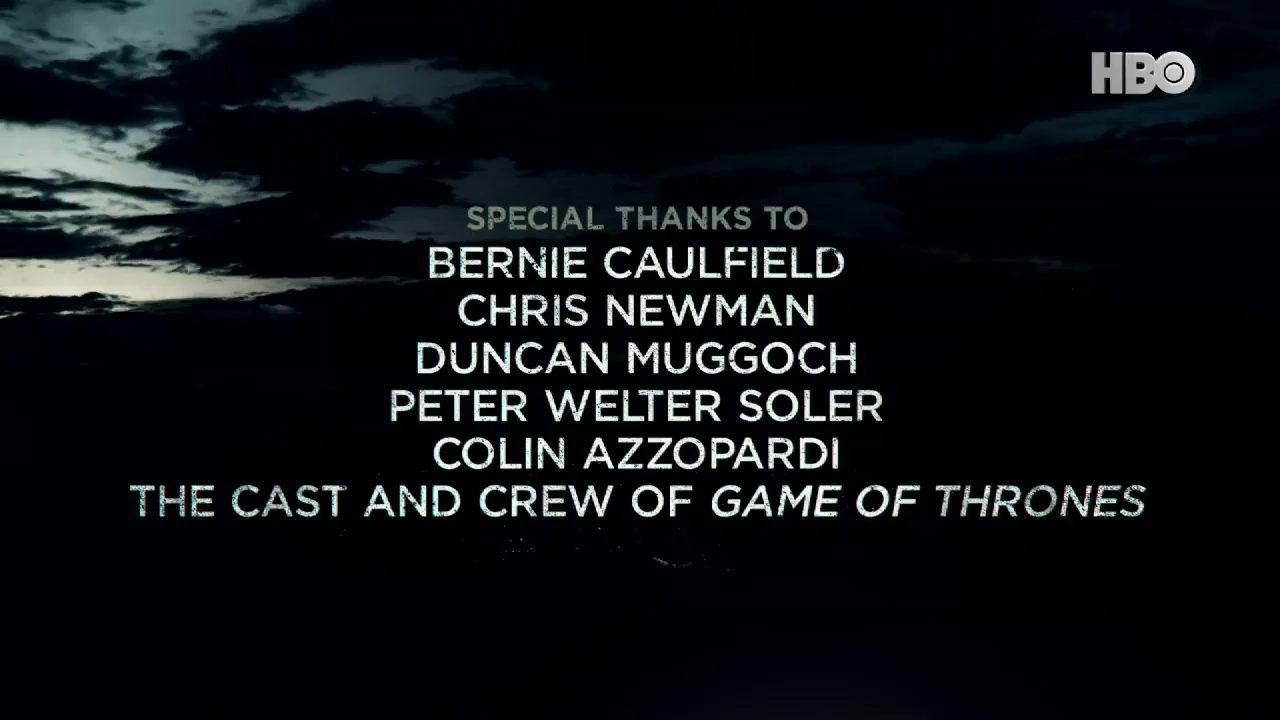 HBO
SPECIAL THANKS TO
BERNIE CAULFIELD
CHRIS NEWMAN
DUNCAN MUGGOCH
PETER WELTER SOLER
COLIN AZZOPARDI
THE CAST AND CREW OF GAME OF THRONES